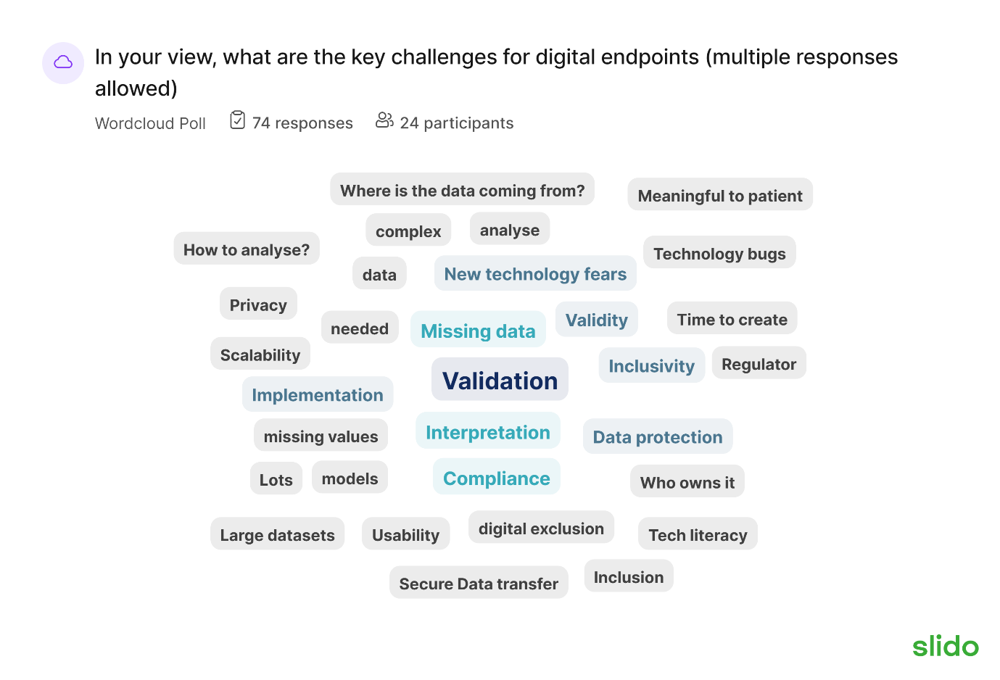 In your view, what are the key challenges for digital endpoints (multiple responses
allowed)
Wordcloud Poll 74 responses 24 participants
Where is the data coming from?
Meaningful to patient
complex
analyse
How to analyse?
Technology bugs
data
New technology fears
Privacy
needed
Missing data
Validity
Time to create
Scalability
Validation
Inclusivity
Regulator
Implementation
missing values
Interpretation
Data protection
Lots
models
Compliance
Who owns it
Large datasets
Usability
digital exclusion
Tech literacy
Secure Data transfer
Inclusion
slido